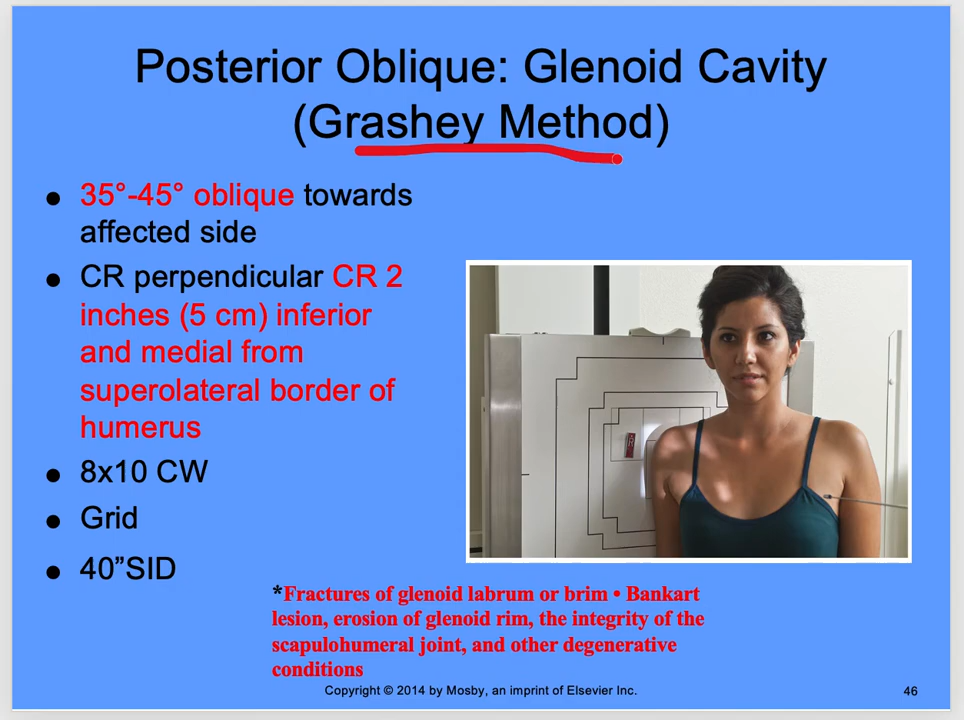 Posterior Oblique: Glenoid Cavity
(Grashey Method)
● 35°-45° oblique towards
affected side
● CR perpendicular CR 2
inches (5 cm) inferior
and medial from
superolateral border of
humerus
● 8x10 CW
● Grid
● 40”SID
*Fractures of glenoid labrum or brim • Bankart
lesion, erosion of glenoid rim, the integrity of the
scapulohumeral joint, and other degenerative
conditions
Copyright © 2014 by Mosby, an imprint of Elsevier Inc.
46